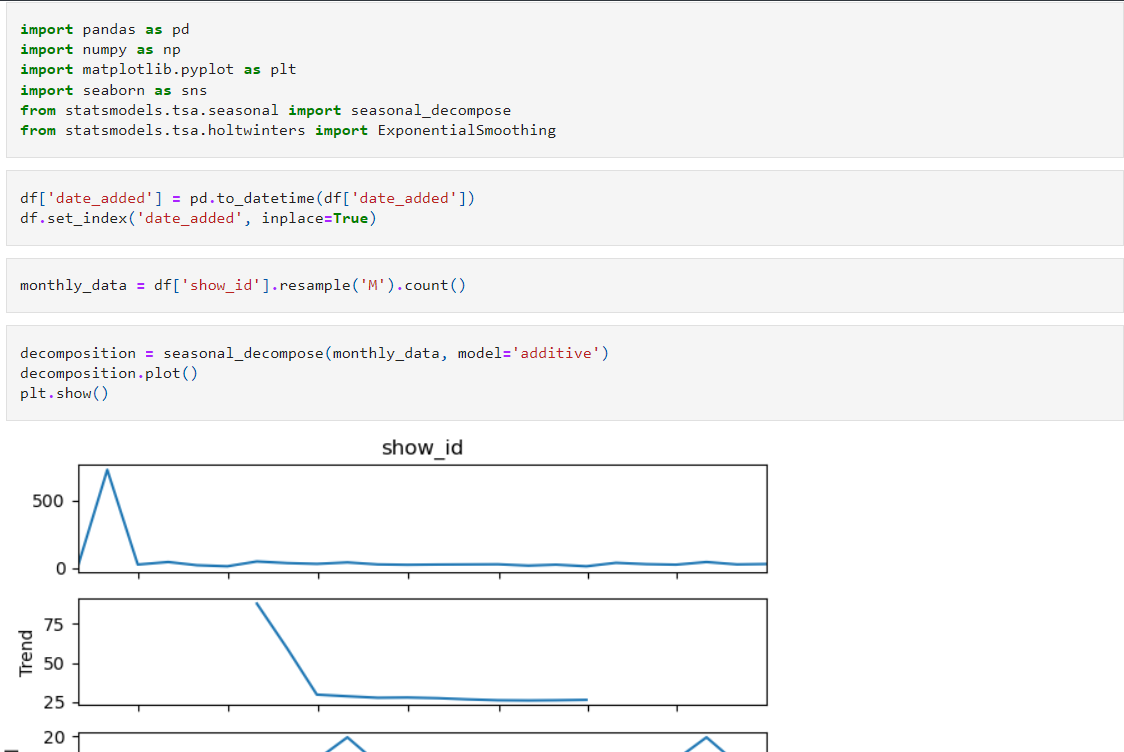 import pandas as pd
import numpy as np
import matplotlib.pyplot as plt
import seaborn as sns
from statsmodels.tsa.seasonal import seasonal_decompose
from statsmodels.tsa.holtwinters import ExponentialSmoothing
df['date_added'] = pd.to_datetime(df['date_added'])
df.set_index('date_added', inplace=True)
monthly_data = df['show_id'].resample('M').count()
decomposition = seasonal_decompose(monthly_data, model='additive')
decomposition.plot()
plt.show()
show_id
500
0
Trend
75
50
25
20